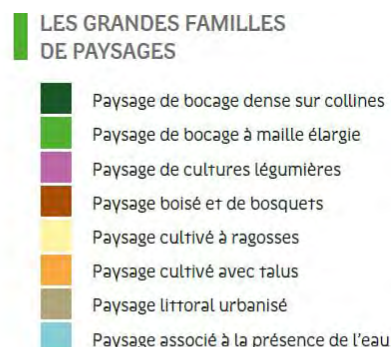 LES GRANDES FAMILLES
DE PAYSAGES
Paysage de bocage dense sur collines
Paysage de bocage à maille élargie
Paysage de cultures légumières
Paysage boisé et de bosquets
Paysage cultivé à ragosses
Paysage cultivé avec talus
Paysage littoral urbanisé
Paysage associé à la présence de l'eau